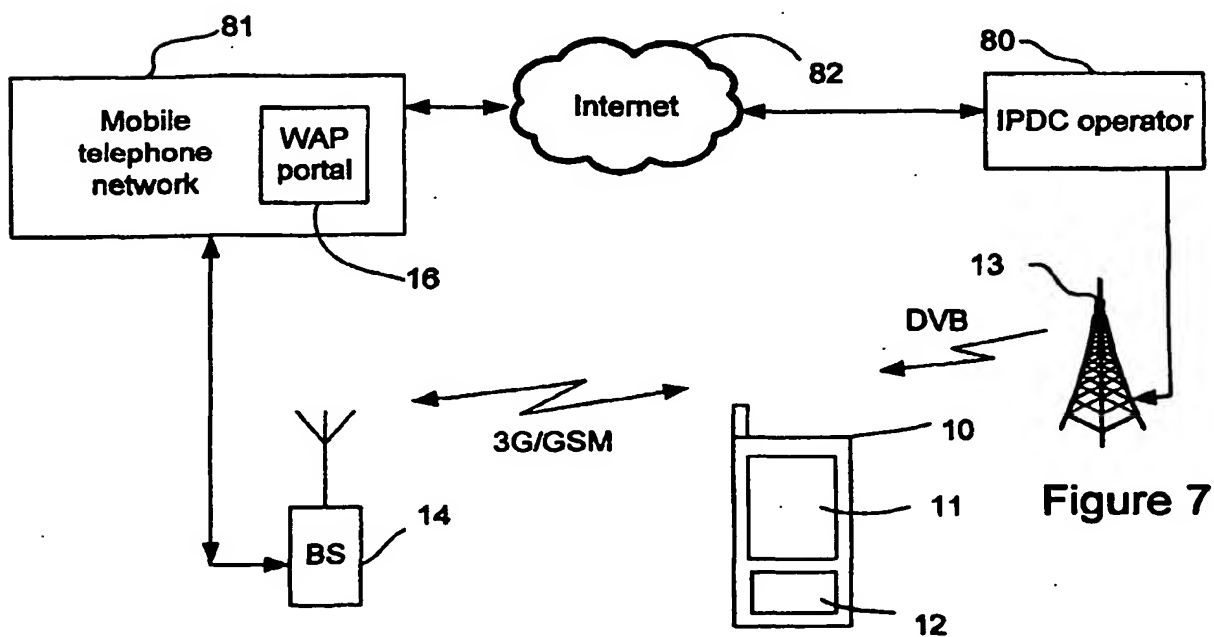 81
82
80
Mobile
telephone
network
WAP
portal
Internet
IPDC operator
16
13
DVB
3G/GSM
10
11
12
BS
14
Figure 7